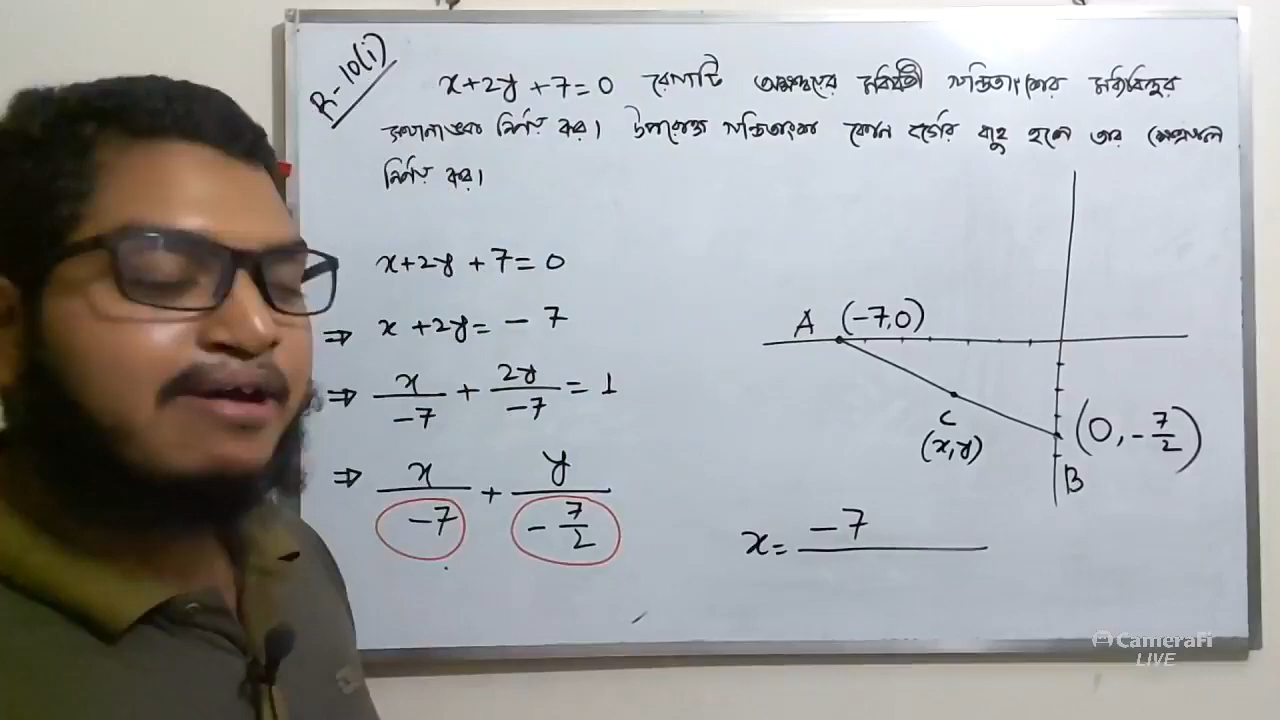 R-10(i)
x+2y+7=0 রেখাটি অক্ষদ্বয়ের মধ্যবর্তী খন্ডিতাংশের মধ্যবিন্দুর
স্থানাঙ্ক নির্ণয় কর। উপরোক্ত খন্ডিতাংশ কোন বর্গের বাহু হলে তার ক্ষেত্রফল
নির্ণয় কর।
x+2y+7=0
⇒ x+2y=-7
⇒ x/-7 + 2y/-7 = 1
⇒ x/-7 + y/-7/2
A (-7,0)
C
(x,y)
(0,-7/2)
B
x= -7
CameraFi
LIVE